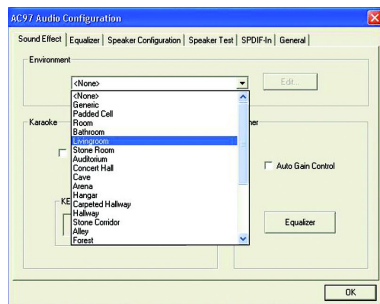 AC97 Audio Configuration
Sound Effect Equalizer Speaker Configuration Speaker Test SPDIF-In General
Environment
<None> Edit...
<None>
Generic
Padded Cell
Room
Bathroom
Livingroom
Stone Room
Auditorium
Concert Hall
Cave
Arena
Hangar
Carpeted Hallway
Hallway
Stone Corridor
Alley
Forest
Karaoke
KE
Auto Gain Control
Equalizer
OK